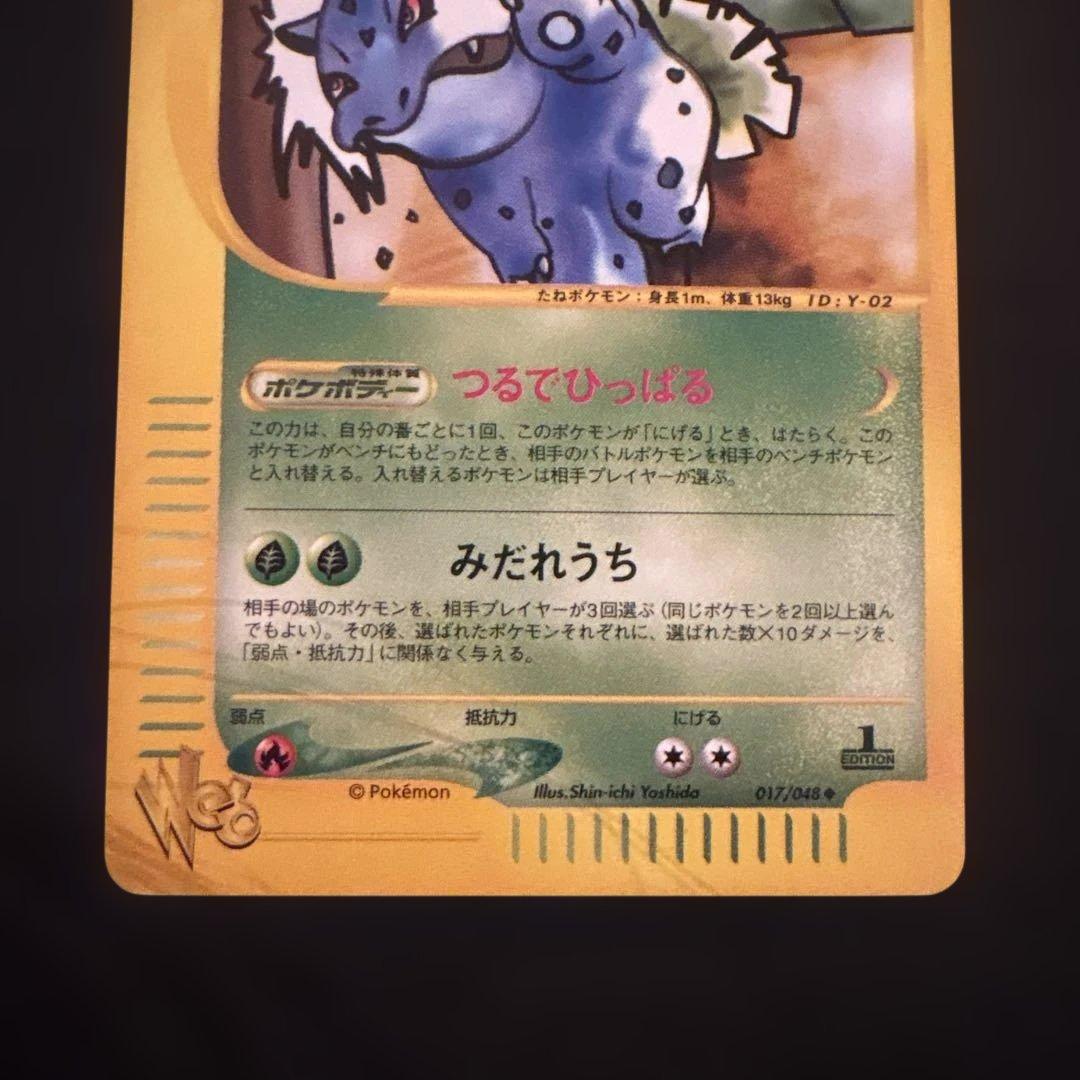 たねポケモン：身長1m、体重13kg ID：Y-02
特殊体質
ポケボディー つるでひっぱる
この力は、自分の番ごとに1回、このポケモンが「にげる」とき、はたらく。この
ポケモンがベンチにもどったとき、相手のバトルポケモンを相手のベンチポケモン
と入れ替える。入れ替えるポケモンは相手プレイヤーが選ぶ。
みだれうち
相手の場のポケモンを、相手プレイヤーが3回選ぶ（同じポケモンを2回以上選ん
でもよい）。その後、選ばれたポケモンそれぞれに、選ばれた数×10ダメージを、
「弱点・抵抗力」に関係なく与える。
弱点 抵抗力 にげる
1
EDITION
Web
© Pokémon Illus.Shin-ichi Yoshida 017/048